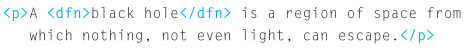 <p>A <dfn>black hole</dfn> is a region of space from
which nothing, not even light, can escape.</p>